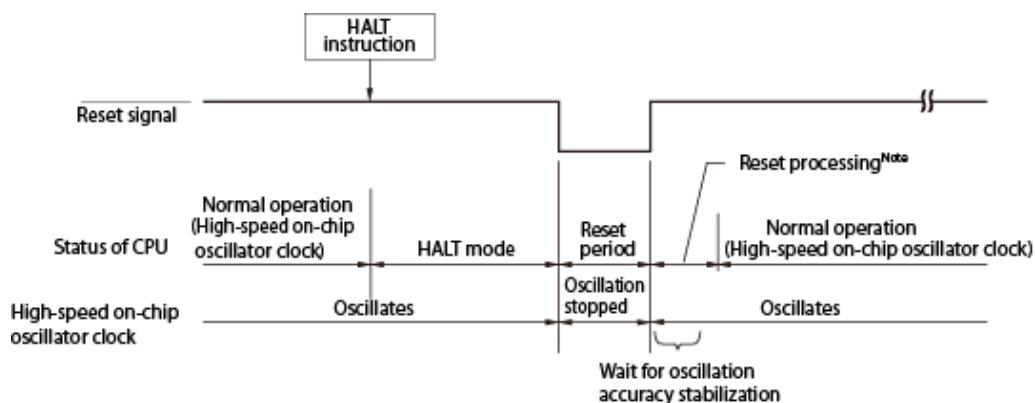 HALT
instruction
Reset signal
Reset processingNote
Normal operation
(High-speed on-chip
oscillator clock)
Status of CPU
HALT mode
Reset
period
Normal operation
(High-speed on-chip oscillator clock)
High-speed on-chip
oscillator clock
Oscillates
Oscillation
stopped
Oscillates
Wait for oscillation
accuracy stabilization